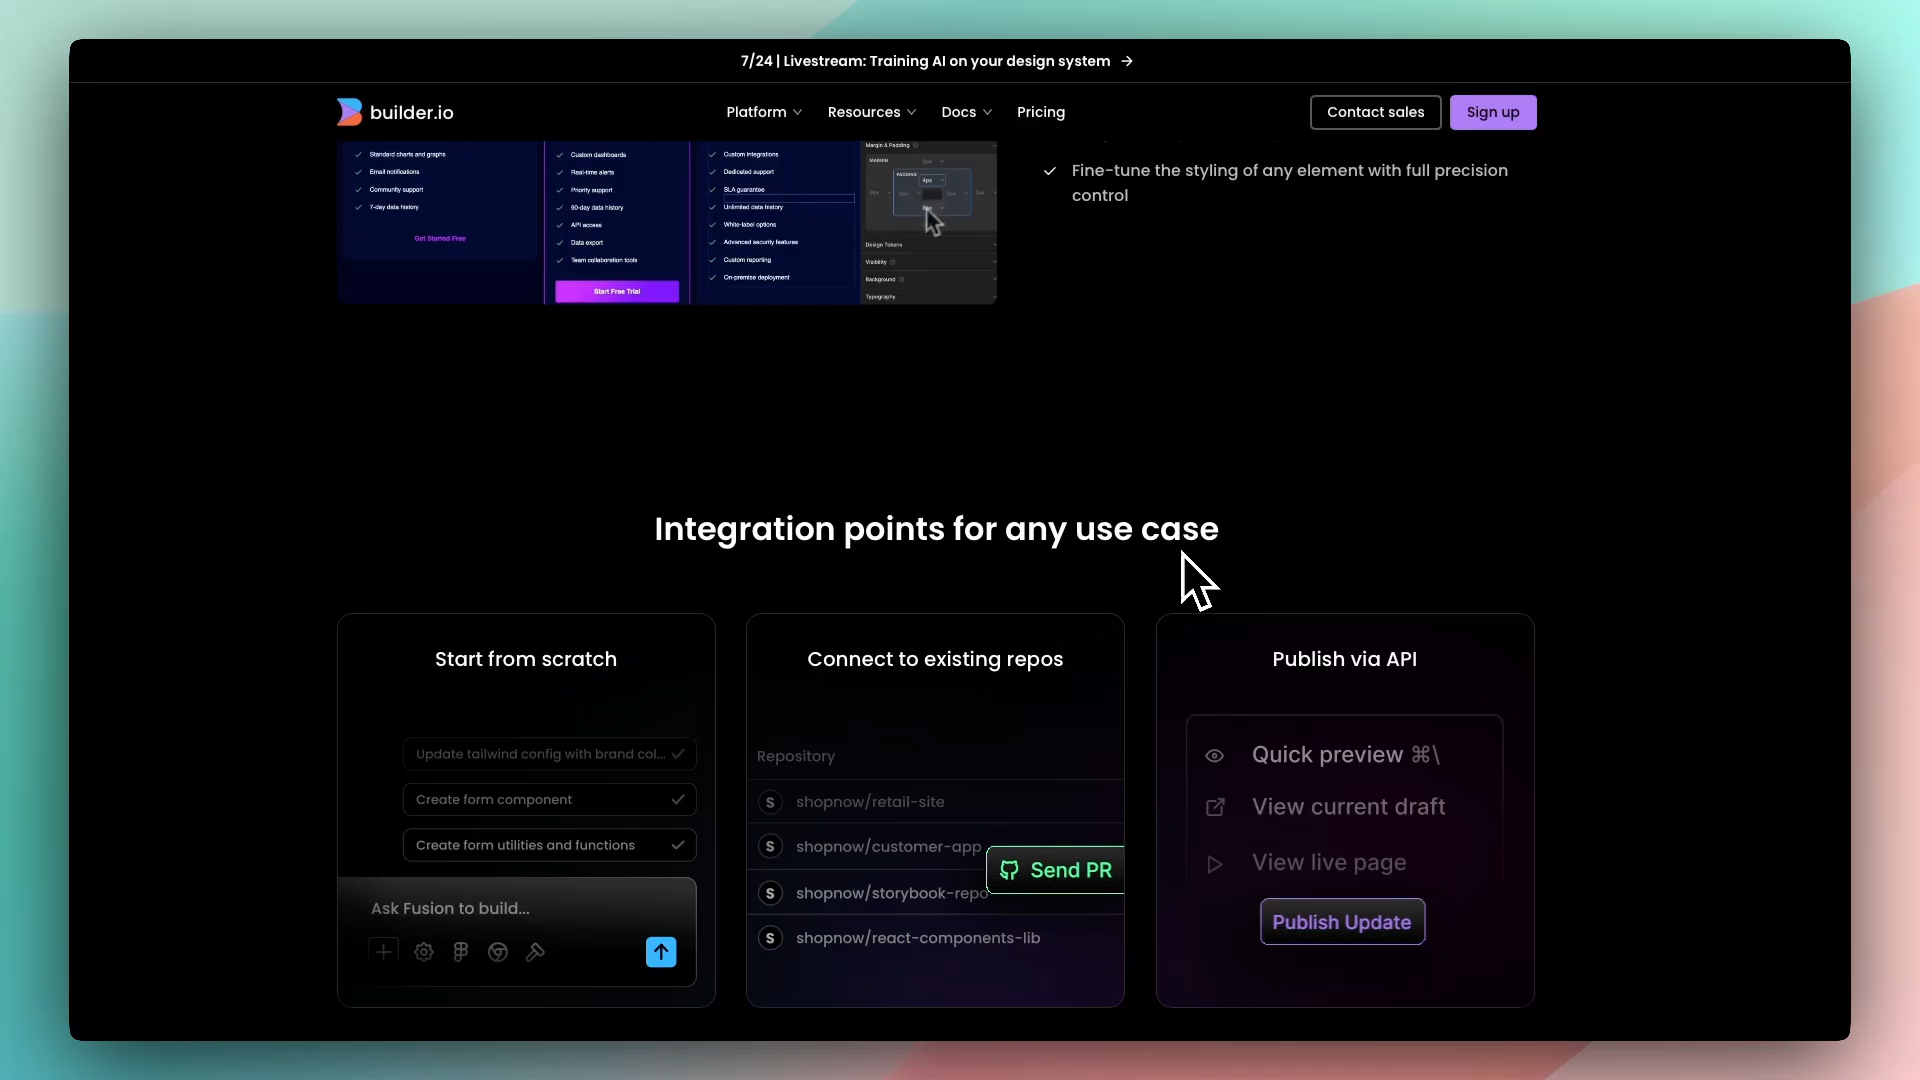 7/24 | Livestream: Training AI on your design system →
builder.io
Platform
Resources
Docs
Pricing
Contact sales
Sign up
Standard charts and graphs
Email notifications
Community support
7-day data history
Get Started Free
Custom dashboards
Real-time alerts
Priority support
90-day data history
API access
Data export
Team collaboration tools
Start Free Trial
Custom integrations
Dedicated support
SLA guarantee
Unlimited data history
White-label options
Advanced security features
Custom reporting
On-premise deployment
Margin & Padding
MARGIN
PADDING
4px
Design Tokens
Visibility
Background
Typography
Fine-tune the styling of any element with full precision
control
Integration points for any use case
Start from scratch
Update tailwind config with brand col...
Create form component
Create form utilities and functions
Ask Fusion to build...
Connect to existing repos
Repository
S shopnow/retail-site
S shopnow/customer-app
S shopnow/storybook-repo
S shopnow/react-components-lib
Send PR
Publish via API
Quick preview ⌘\
View current draft
View live page
Publish Update